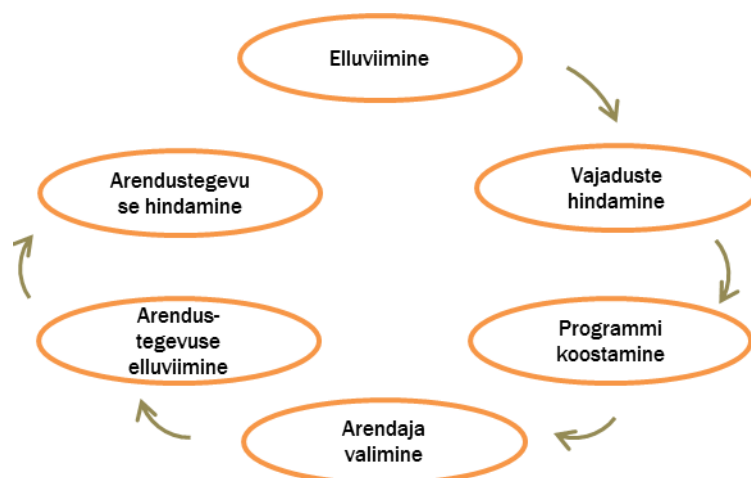 Elluviimine
Vajaduste
hindamine
Programmi
koostamine
Arendaja
valimine
Arendus-
tegevuse
elluviimine
Arendustegevu
se hindamine